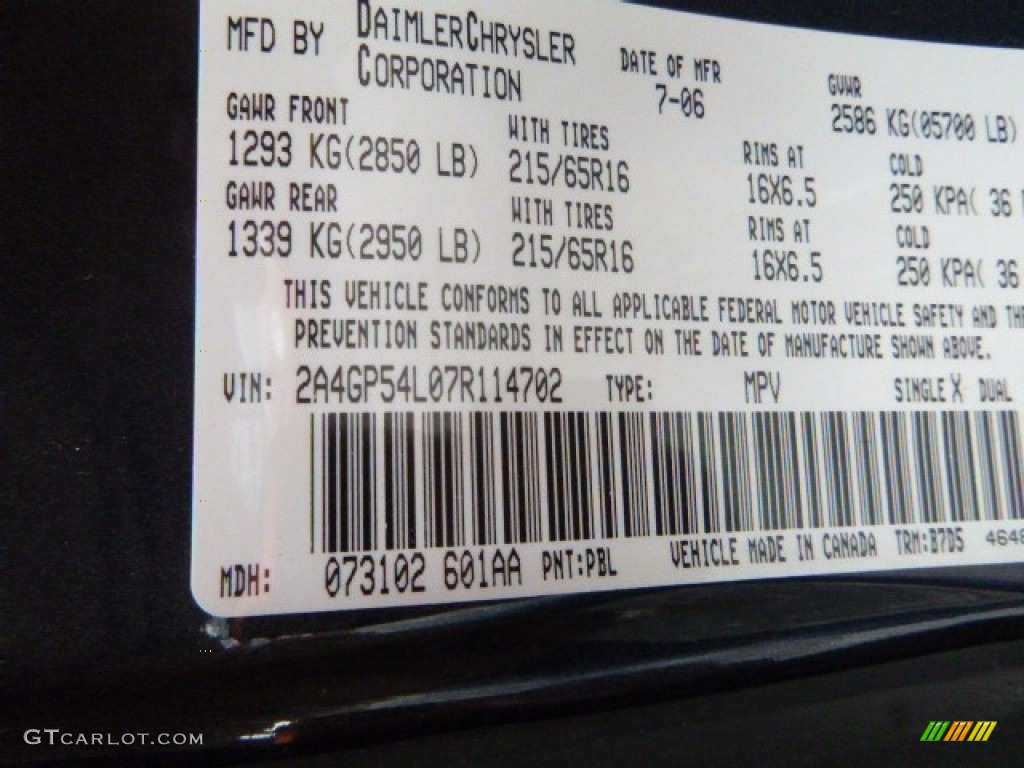 MFD BY DAIMLERCHRYSLER CORPORATION DATE OF MFR 7-06 GVWR 2586 KG(05700 LB)
GAWR FRONT WITH TIRES RIMS AT COLD
1293 KG(2850 LB) 215/65R16 16X6.5 250 KPA( 36
GAWR REAR WITH TIRES RIMS AT COLD
1339 KG(2950 LB) 215/65R16 16X6.5 250 KPA( 36
THIS VEHICLE CONFORMS TO ALL APPLICABLE FEDERAL MOTOR VEHICLE SAFETY AND
PREVENTION STANDARDS IN EFFECT ON THE DATE OF MANUFACTURE SHOWN ABOVE.
VIN: 2A4GP54L07R114702 TYPE: MPV SINGLE X DUAL
MDH: 073102 601AA PNT:PBL VEHICLE MADE IN CANADA TRM:B7D5
GTCARLOT.COM